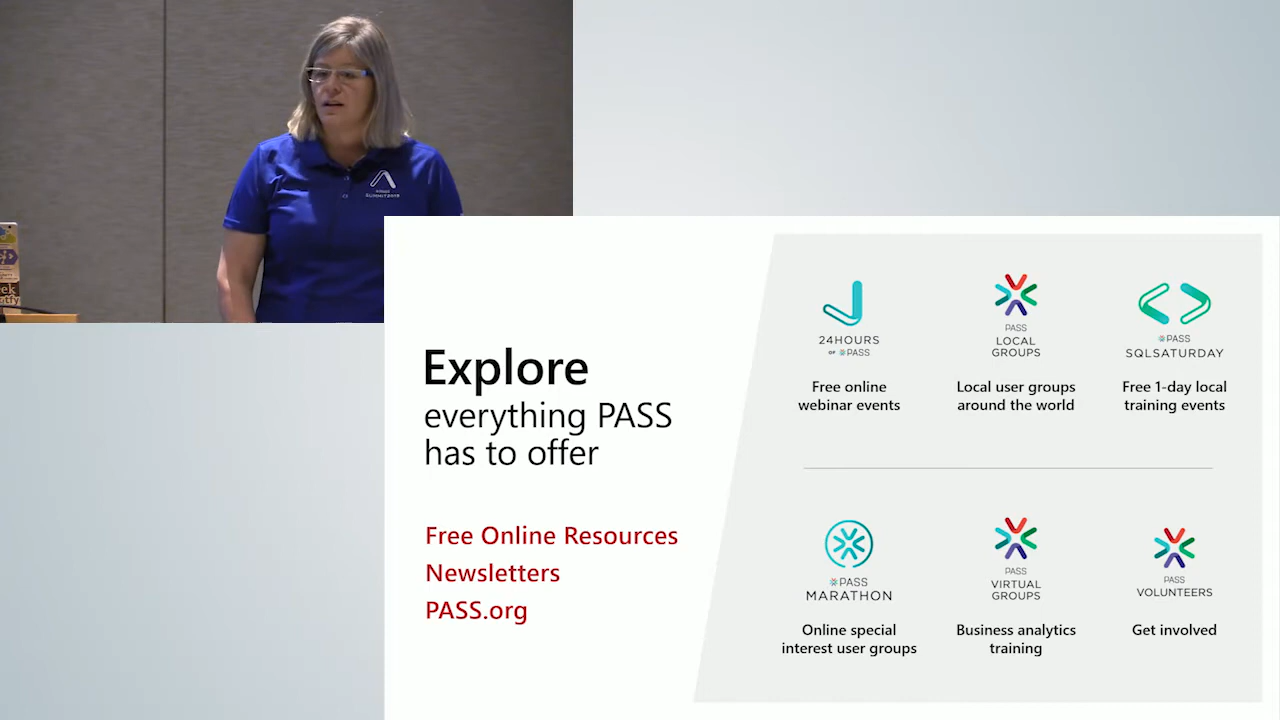 Explore
everything PASS
has to offer
Free Online Resources
Newsletters
PASS.org
24HOURS
OF PASS
Free online
webinar events
PASS
LOCAL
GROUPS
Local user groups
around the world
PASS
SQLSATURDAY
Free 1-day local
training events
PASS
MARATHON
Online special
interest user groups
PASS
VIRTUAL
GROUPS
Business analytics
training
PASS
VOLUNTEERS
Get involved